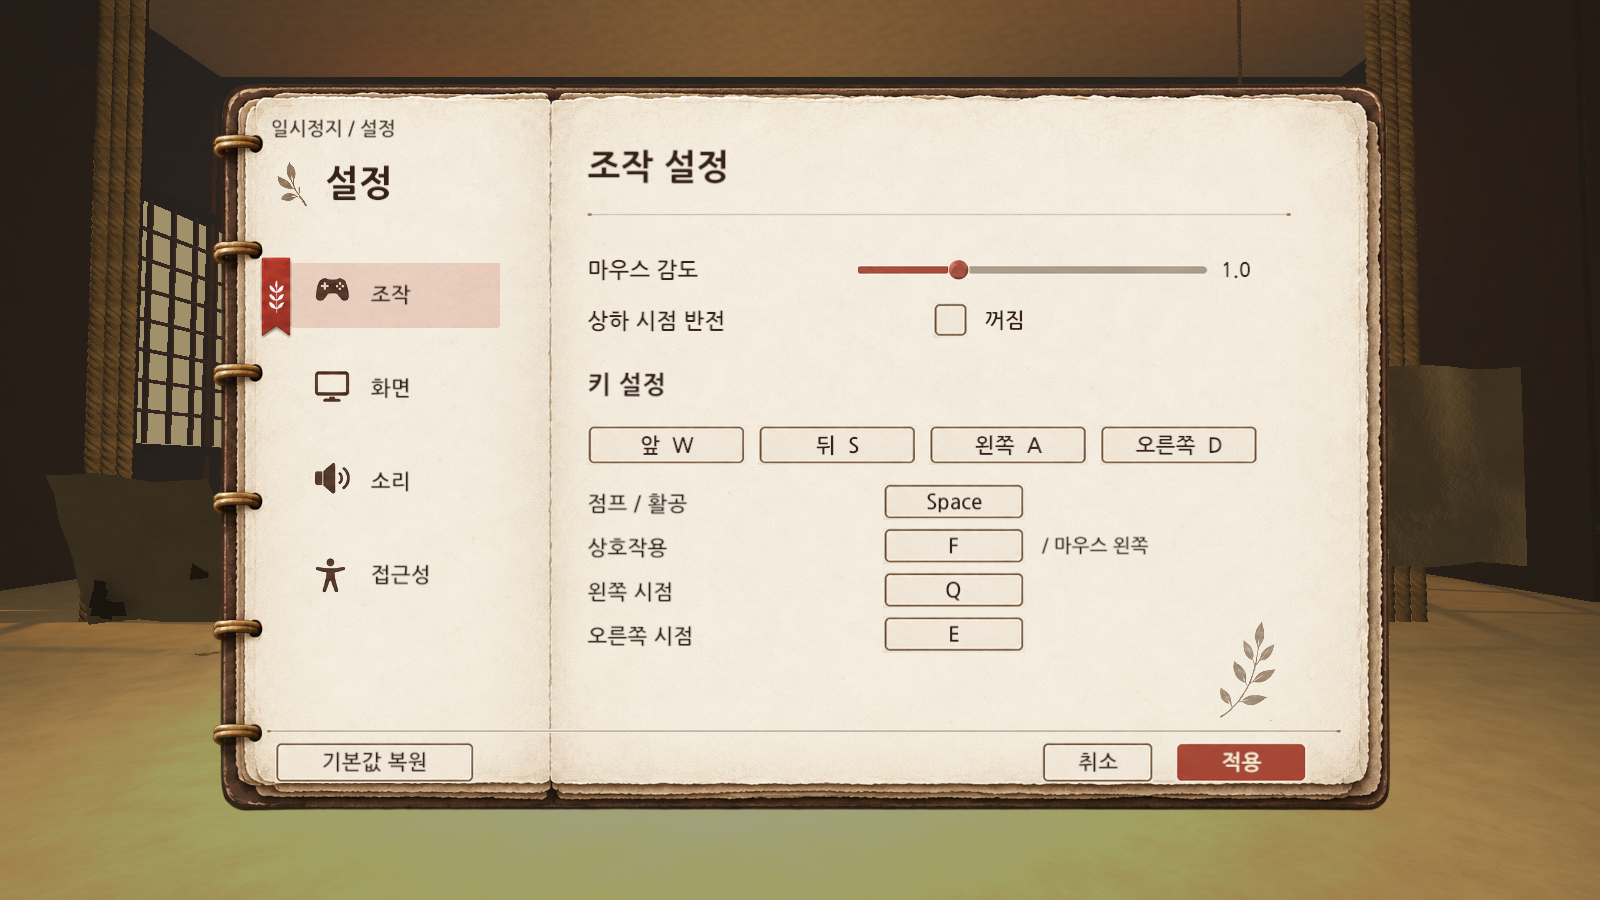 일시정지 / 설정
설정
조작
화면
소리
접근성
조작 설정
마우스 감도 1.0
상하 시점 반전 꺼짐
키 설정
앞 W 뒤 S 왼쪽 A 오른쪽 D
점프 / 활공 Space
상호작용 F / 마우스 왼쪽
왼쪽 시점 Q
오른쪽 시점 E
기본값 복원 취소 적용